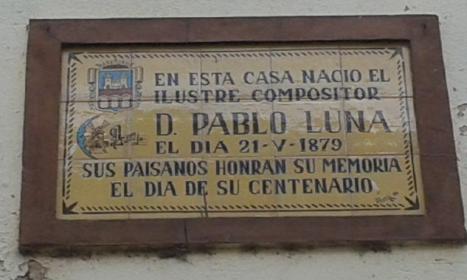 EN ESTA CASA NACIO EL
ILUSTRE COMPOSITOR
D. PABLO LUNA
EL DIA 21-V-1879
SUS PAISANOS HONRAN SU MEMORIA
EL DIA DE SU CENTENARIO